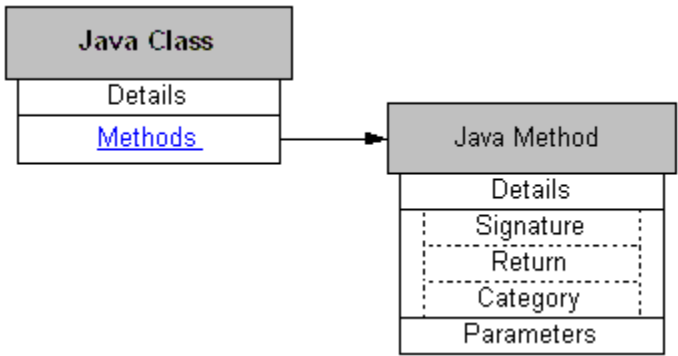 Java Class
Details
Methods
Java Method
Details
Signature
Return
Category
Parameters